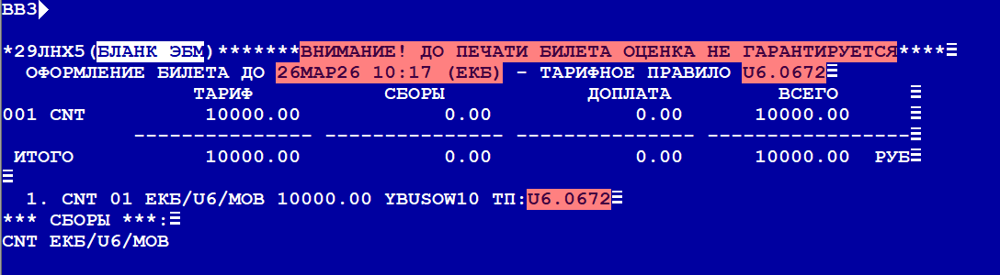 ВВЗ
*29ЛНХ5(БЛАНК ЭБМ)*******ВНИМАНИЕ! ДО ПЕЧАТИ БИЛЕТА ОЦЕНКА НЕ ГАРАНТИРУЕТСЯ****
ОФОРМЛЕНИЕ БИЛЕТА ДО 26МАР26 10:17 (ЕКБ) - ТАРИФНОЕ ПРАВИЛО U6.0672
ТАРИФ СБОРЫ ДОПЛАТА ВСЕГО
001 CNT 10000.00 0.00 0.00 10000.00
--------------- --------------- --------------- -----------------
ИТОГО 10000.00 0.00 0.00 10000.00 РУБ
1. CNT 01 ЕКБ/U6/МОВ 10000.00 YBUSOW10 ТП:U6.0672
*** СБОРЫ ***:
CNT ЕКБ/U6/МОВ